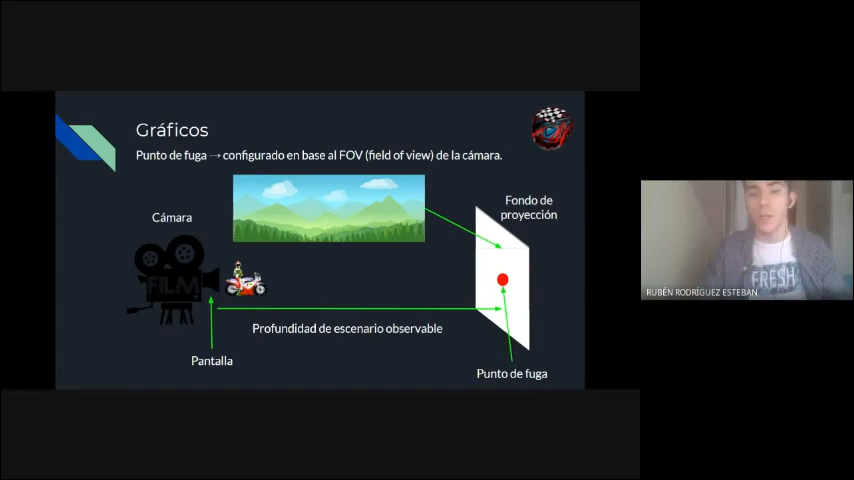 Gráficos
Punto de fuga → configurado en base al FOV (field of view) de la cámara.
Fondo de
proyección
Cámara
FILM
Profundidad de escenario observable
Pantalla
Punto de fuga
FRESH
RUBÉN RODRÍGUEZ ESTEBAN